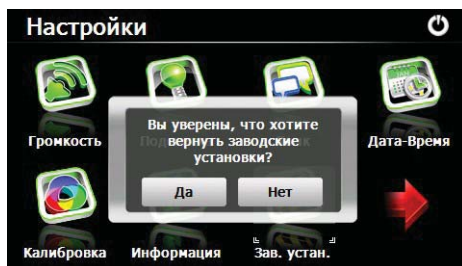 Настройки
Вы уверены, что хотите
вернуть заводские
установки?
Да Нет
Громкость Дата-Время
Калибровка Информация Зав. устан.